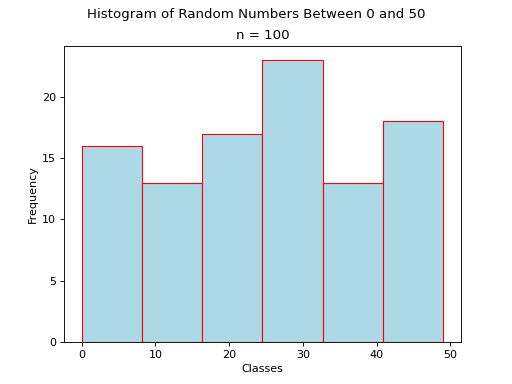 Histogram of Random Numbers Between 0 and 50
n = 100
20
15
10
5
0
Frequency
0 10 20 30 40 50
Classes